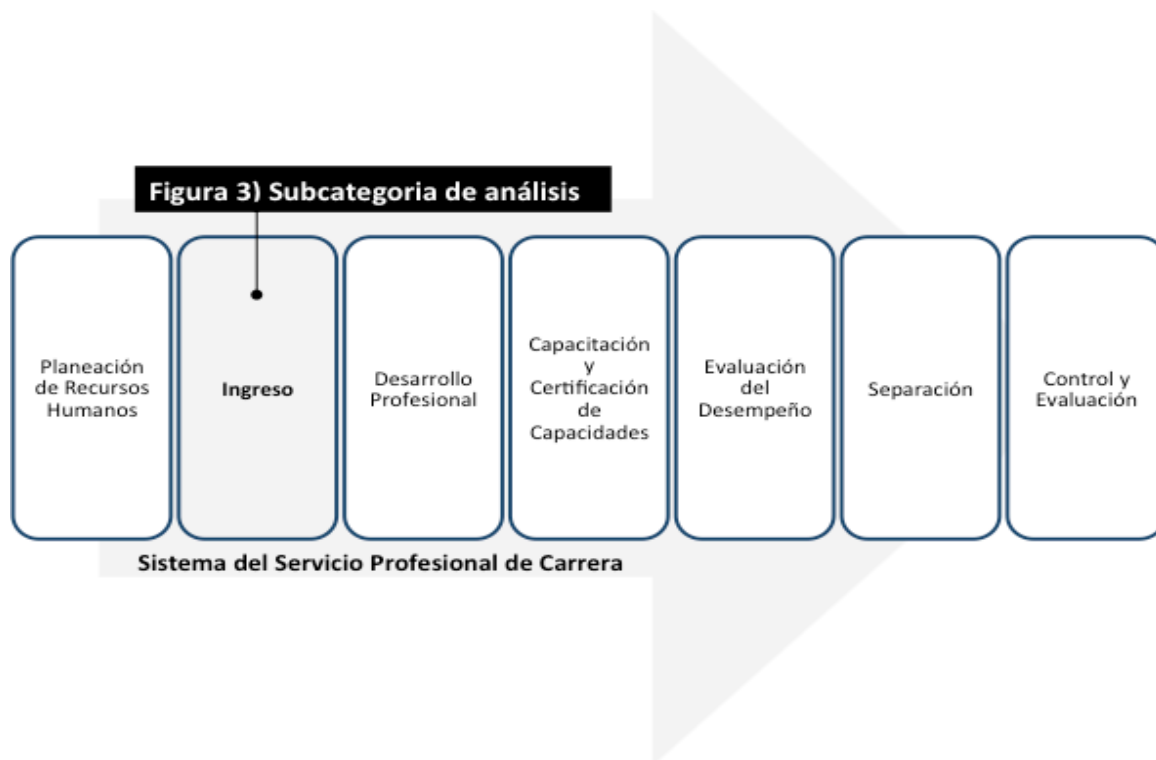 Figura 3) Subcategoria de análisis
Planeación
de Recursos
Humanos
Ingreso
Desarrollo
Profesional
Capacitación
y
Certificación
de
Capacidades
Evaluación
del
Desempeño
Separación
Control y
Evaluación
Sistema del Servicio Profesional de Carrera